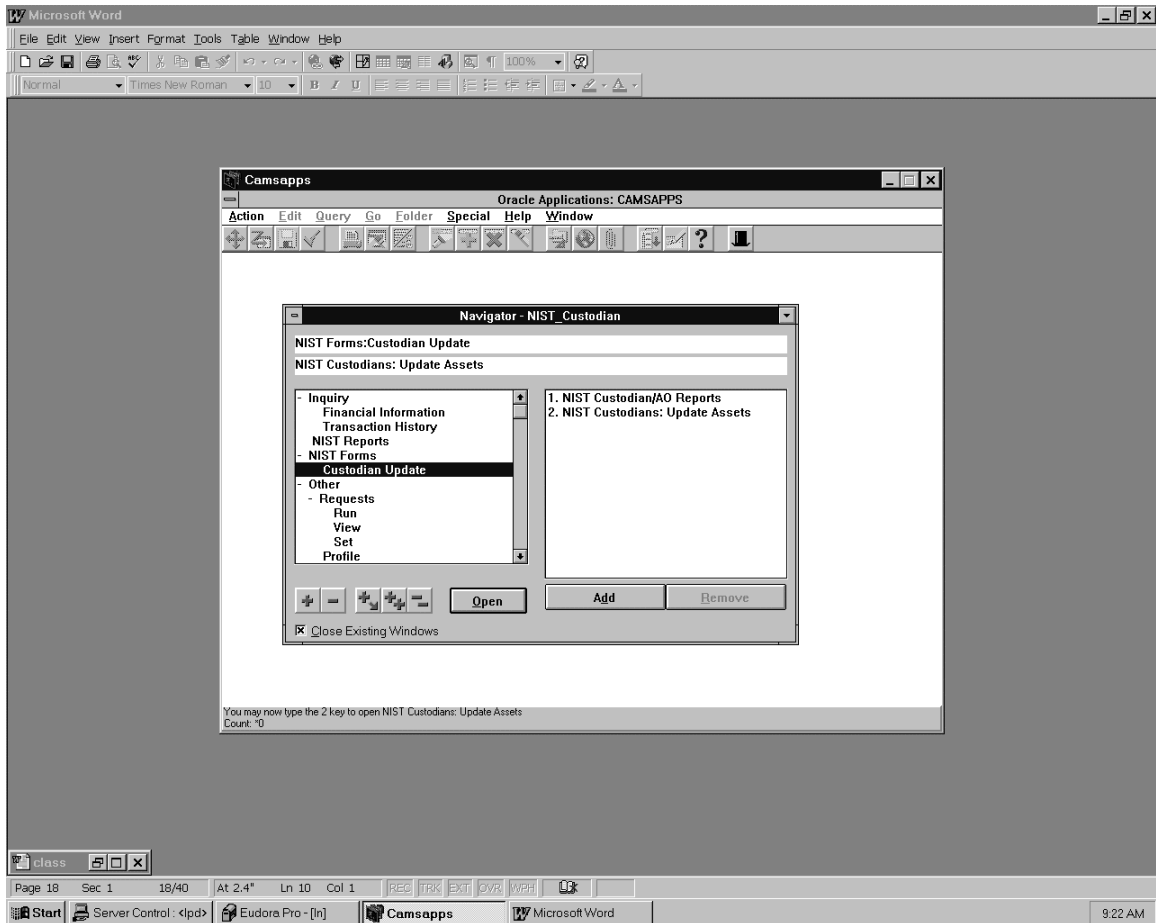 Microsoft Word
File Edit View Insert Format Tools Table Window Help
100%
Normal Times New Roman 10 B I U
Camsapps
Oracle Applications: CAMSAPPS
Action Edit Query Go Folder Special Help Window
Navigator - NIST_Custodian
NIST Forms:Custodian Update
NIST Custodians: Update Assets
- Inquiry
Financial Information
Transaction History
NIST Reports
- NIST Forms
Custodian Update
- Other
- Requests
Run
View
Set
Profile
1. NIST Custodian/AO Reports
2. NIST Custodians: Update Assets
Open Add Remove
Close Existing Windows
You may now type the 2 key to open NIST Custodians: Update Assets
Count: *0
class
Page 18 Sec 1 18/40 At 2.4" Ln 10 Col 1 REC TRK EXT OVR WPH
Start Server Control : <lpd> Eudora Pro - [In] Camsapps Microsoft Word 9:22 AM